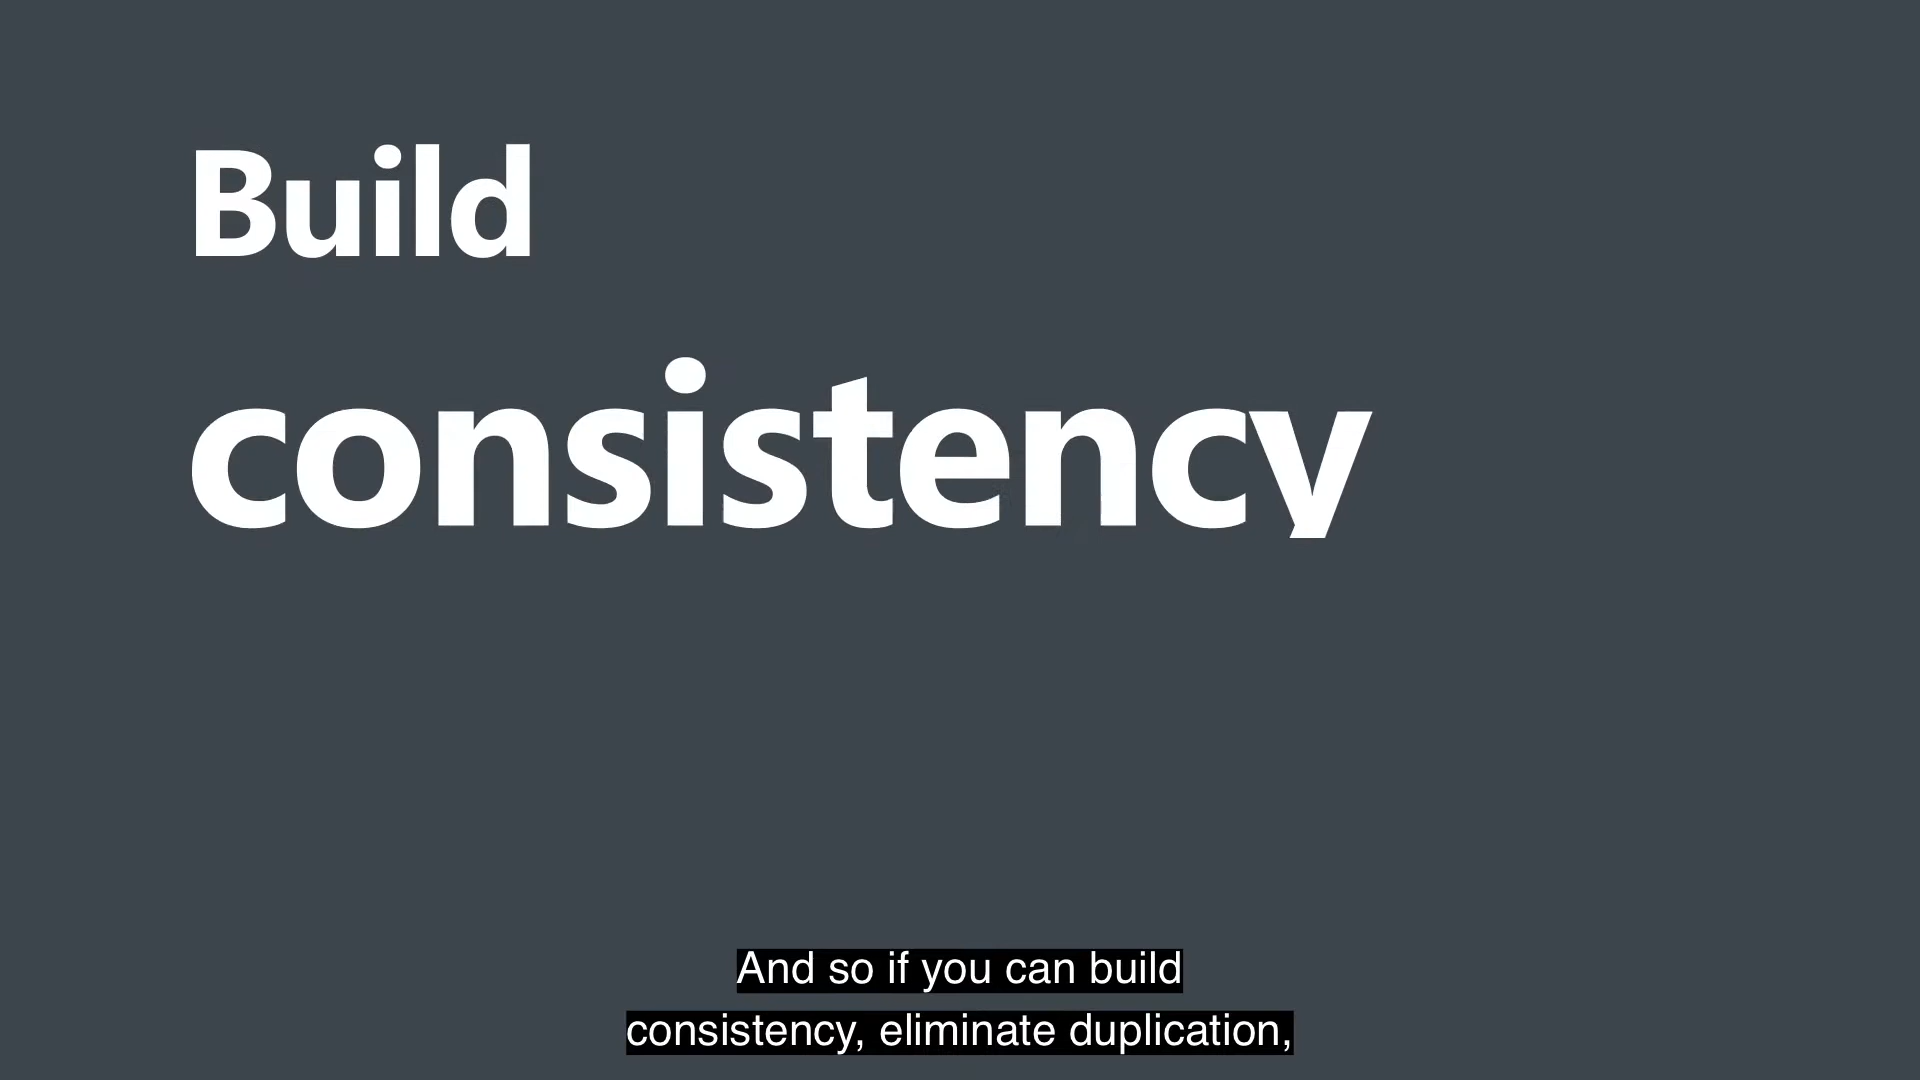 Build
consistency
And so if you can build
consistency, eliminate duplication,